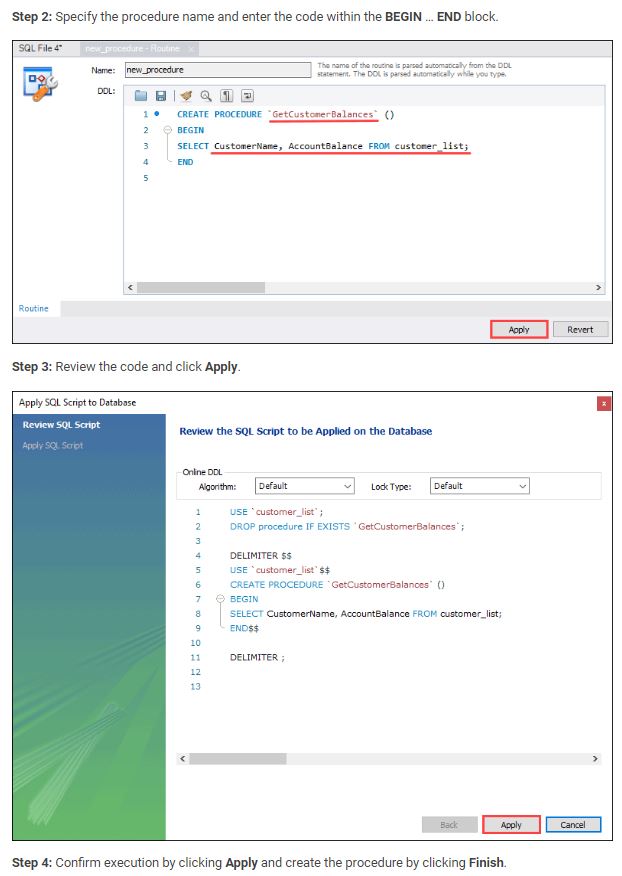 Step 2: Specify the procedure name and enter the code within the BEGIN … END block.
SQL File 4* new_procedure - Routine x
Name: new_procedure The name of the routine is parsed automatically from the DDL
statement. The DDL is parsed automatically while you type.
DDL:
1 CREATE PROCEDURE `GetCustomerBalances` ()
2 BEGIN
3 SELECT CustomerName, AccountBalance FROM customer_list;
4 END
5
Routine
Apply Revert
Step 3: Review the code and click Apply.
Apply SQL Script to Database x
Review SQL Script
Apply SQL Script
Review the SQL Script to be Applied on the Database
Online DDL
Algorithm: Default Lock Type: Default
1 USE `customer_list`;
2 DROP procedure IF EXISTS `GetCustomerBalances`;
3
4 DELIMITER $$
5 USE `customer_list`$$
6 CREATE PROCEDURE `GetCustomerBalances` ()
7 BEGIN
8 SELECT CustomerName, AccountBalance FROM customer_list;
9 END$$
10
11 DELIMITER ;
12
13
Back Apply Cancel
Step 4: Confirm execution by clicking Apply and create the procedure by clicking Finish.